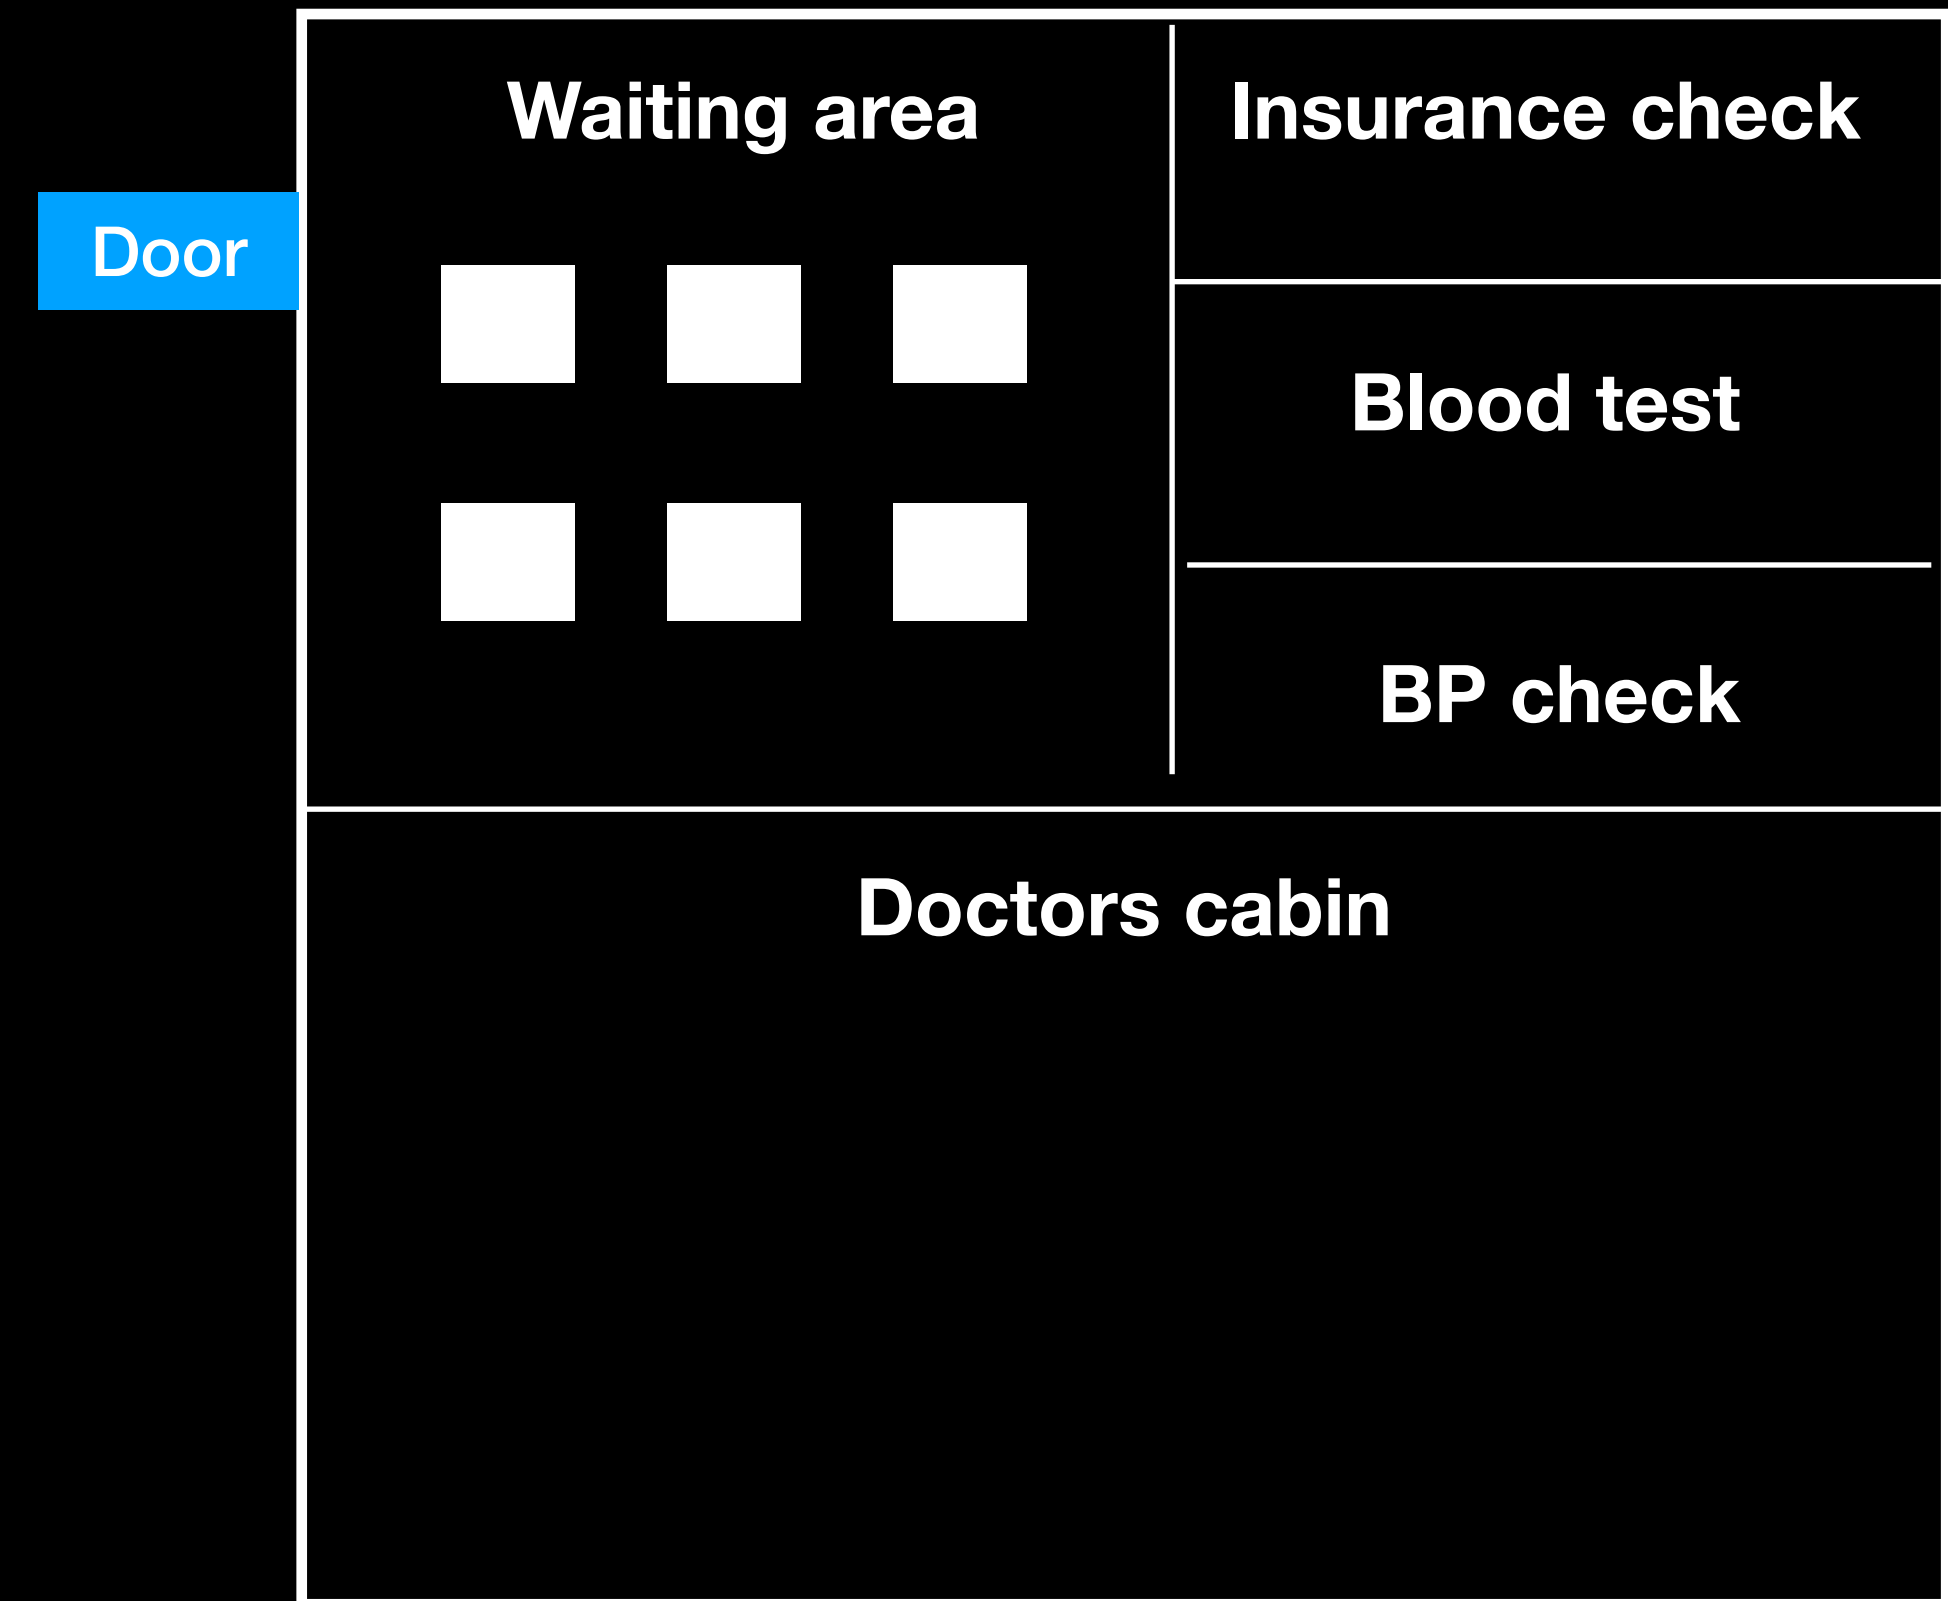 Waiting area
Insurance check
Door
Blood test
BP check
Doctors cabin